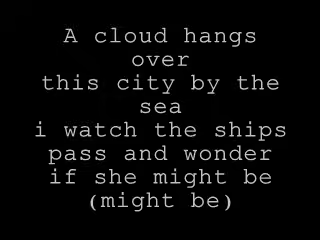 A cloud hangs
over
this city by the
sea
i watch the ships
pass and wonder
if she might be
(might be)